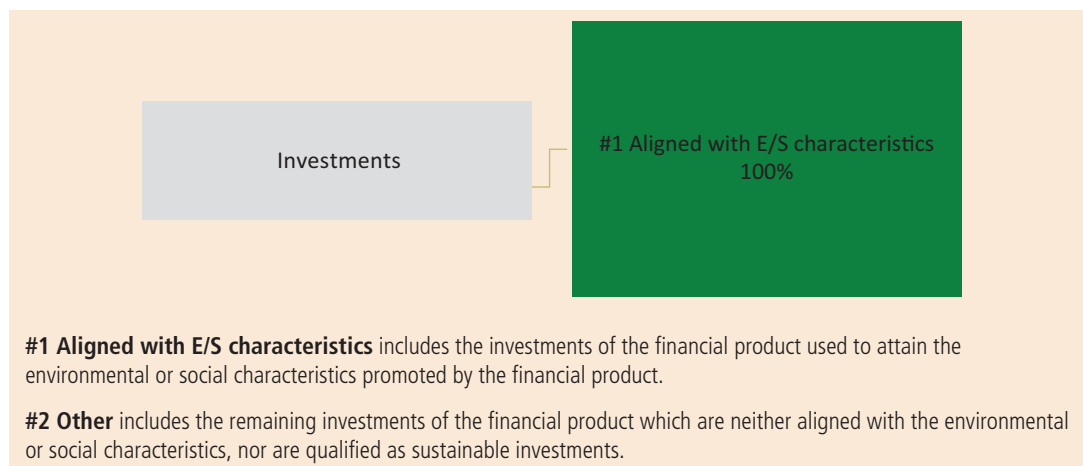 Investments
#1 Aligned with E/S characteristics
100%
#1 Aligned with E/S characteristics includes the investments of the financial product used to attain the
environmental or social characteristics promoted by the financial product.
#2 Other includes the remaining investments of the financial product which are neither aligned with the environmental
or social characteristics, nor are qualified as sustainable investments.